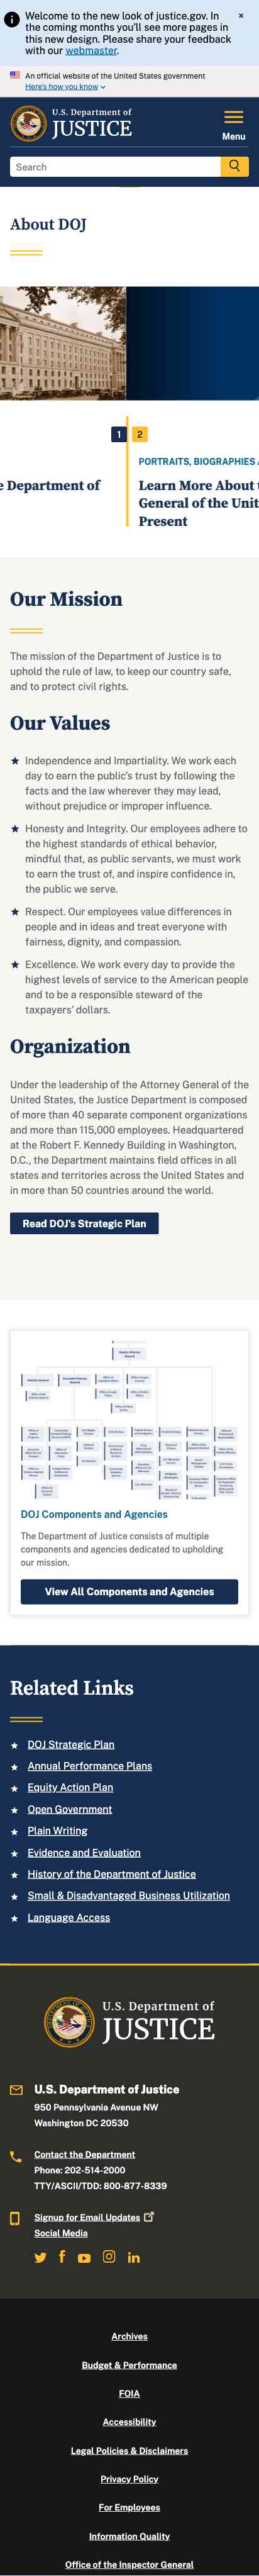 Welcome to the new look of justice.gov. In
the coming months you'll see more pages in
this new design. Please share your feedback
with our webmaster.
An official website of the United States government
Here's how you know
U.S. Department of
JUSTICE
Menu
Search
About DOJ
1 2
PORTRAITS, BIOGRAPHIES
e Department of
Learn More About
General of the Unit
Present
Our Mission
The mission of the Department of Justice is to
uphold the rule of law, to keep our country safe,
and to protect civil rights.
Our Values
Independence and Impartiality. We work each
day to earn the public's trust by following the
facts and the law wherever they may lead,
without prejudice or improper influence.
Honesty and Integrity. Our employees adhere to
the highest standards of ethical behavior,
mindful that, as public servants, we must work
to earn the trust of, and inspire confidence in,
the public we serve.
Respect. Our employees value differences in
people and in ideas and treat everyone with
fairness, dignity, and compassion.
Excellence. We work every day to provide the
highest levels of service to the American people
and to be a responsible steward of the
taxpayers' dollars.
Organization
Under the leadership of the Attorney General of the
United States, the Justice Department is composed
of more than 40 separate component organizations
and more than 115,000 employees. Headquartered
at the Robert F. Kennedy Building in Washington,
D.C., the Department maintains field offices in all
states and territories across the United States and
in more than 50 countries around the world.
Read DOJ's Strategic Plan
DOJ Components and Agencies
The Department of Justice consists of multiple
components and agencies dedicated to upholding
our mission.
View All Components and Agencies
Related Links
DOJ Strategic Plan
Annual Performance Plans
Equity Action Plan
Open Government
Plain Writing
Evidence and Evaluation
History of the Department of Justice
Small & Disadvantaged Business Utilization
Language Access
U.S. Department of
JUSTICE
U.S. Department of Justice
950 Pennsylvania Avenue NW
Washington DC 20530
Contact the Department
Phone: 202-514-2000
TTY/ASCII/TDD: 800-877-8339
Signup for Email Updates
Social Media
Archives
Budget & Performance
FOIA
Accessibility
Legal Policies & Disclaimers
Privacy Policy
For Employees
Information Quality
Office of the Inspector General